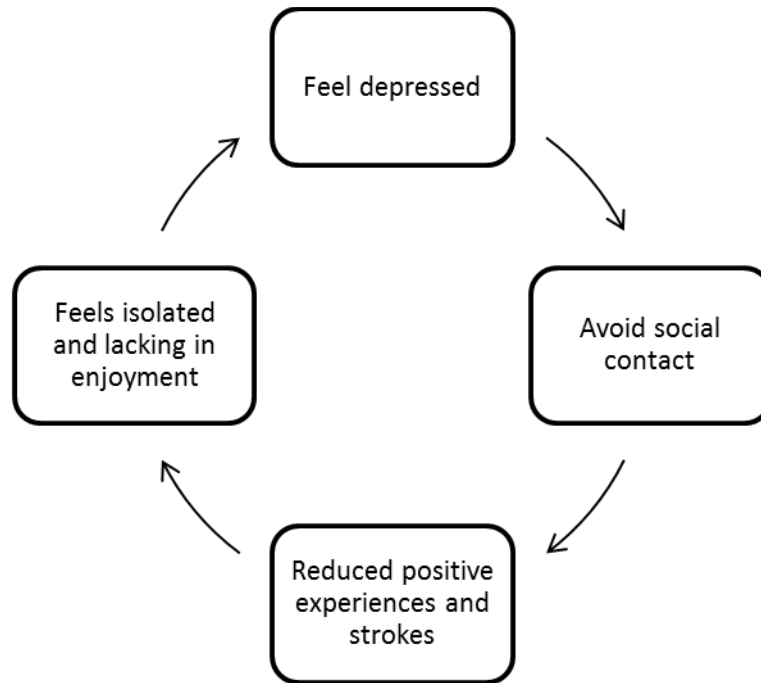 Feel depressed
Avoid social
contact
Reduced positive
experiences and
strokes
Feels isolated
and lacking in
enjoyment